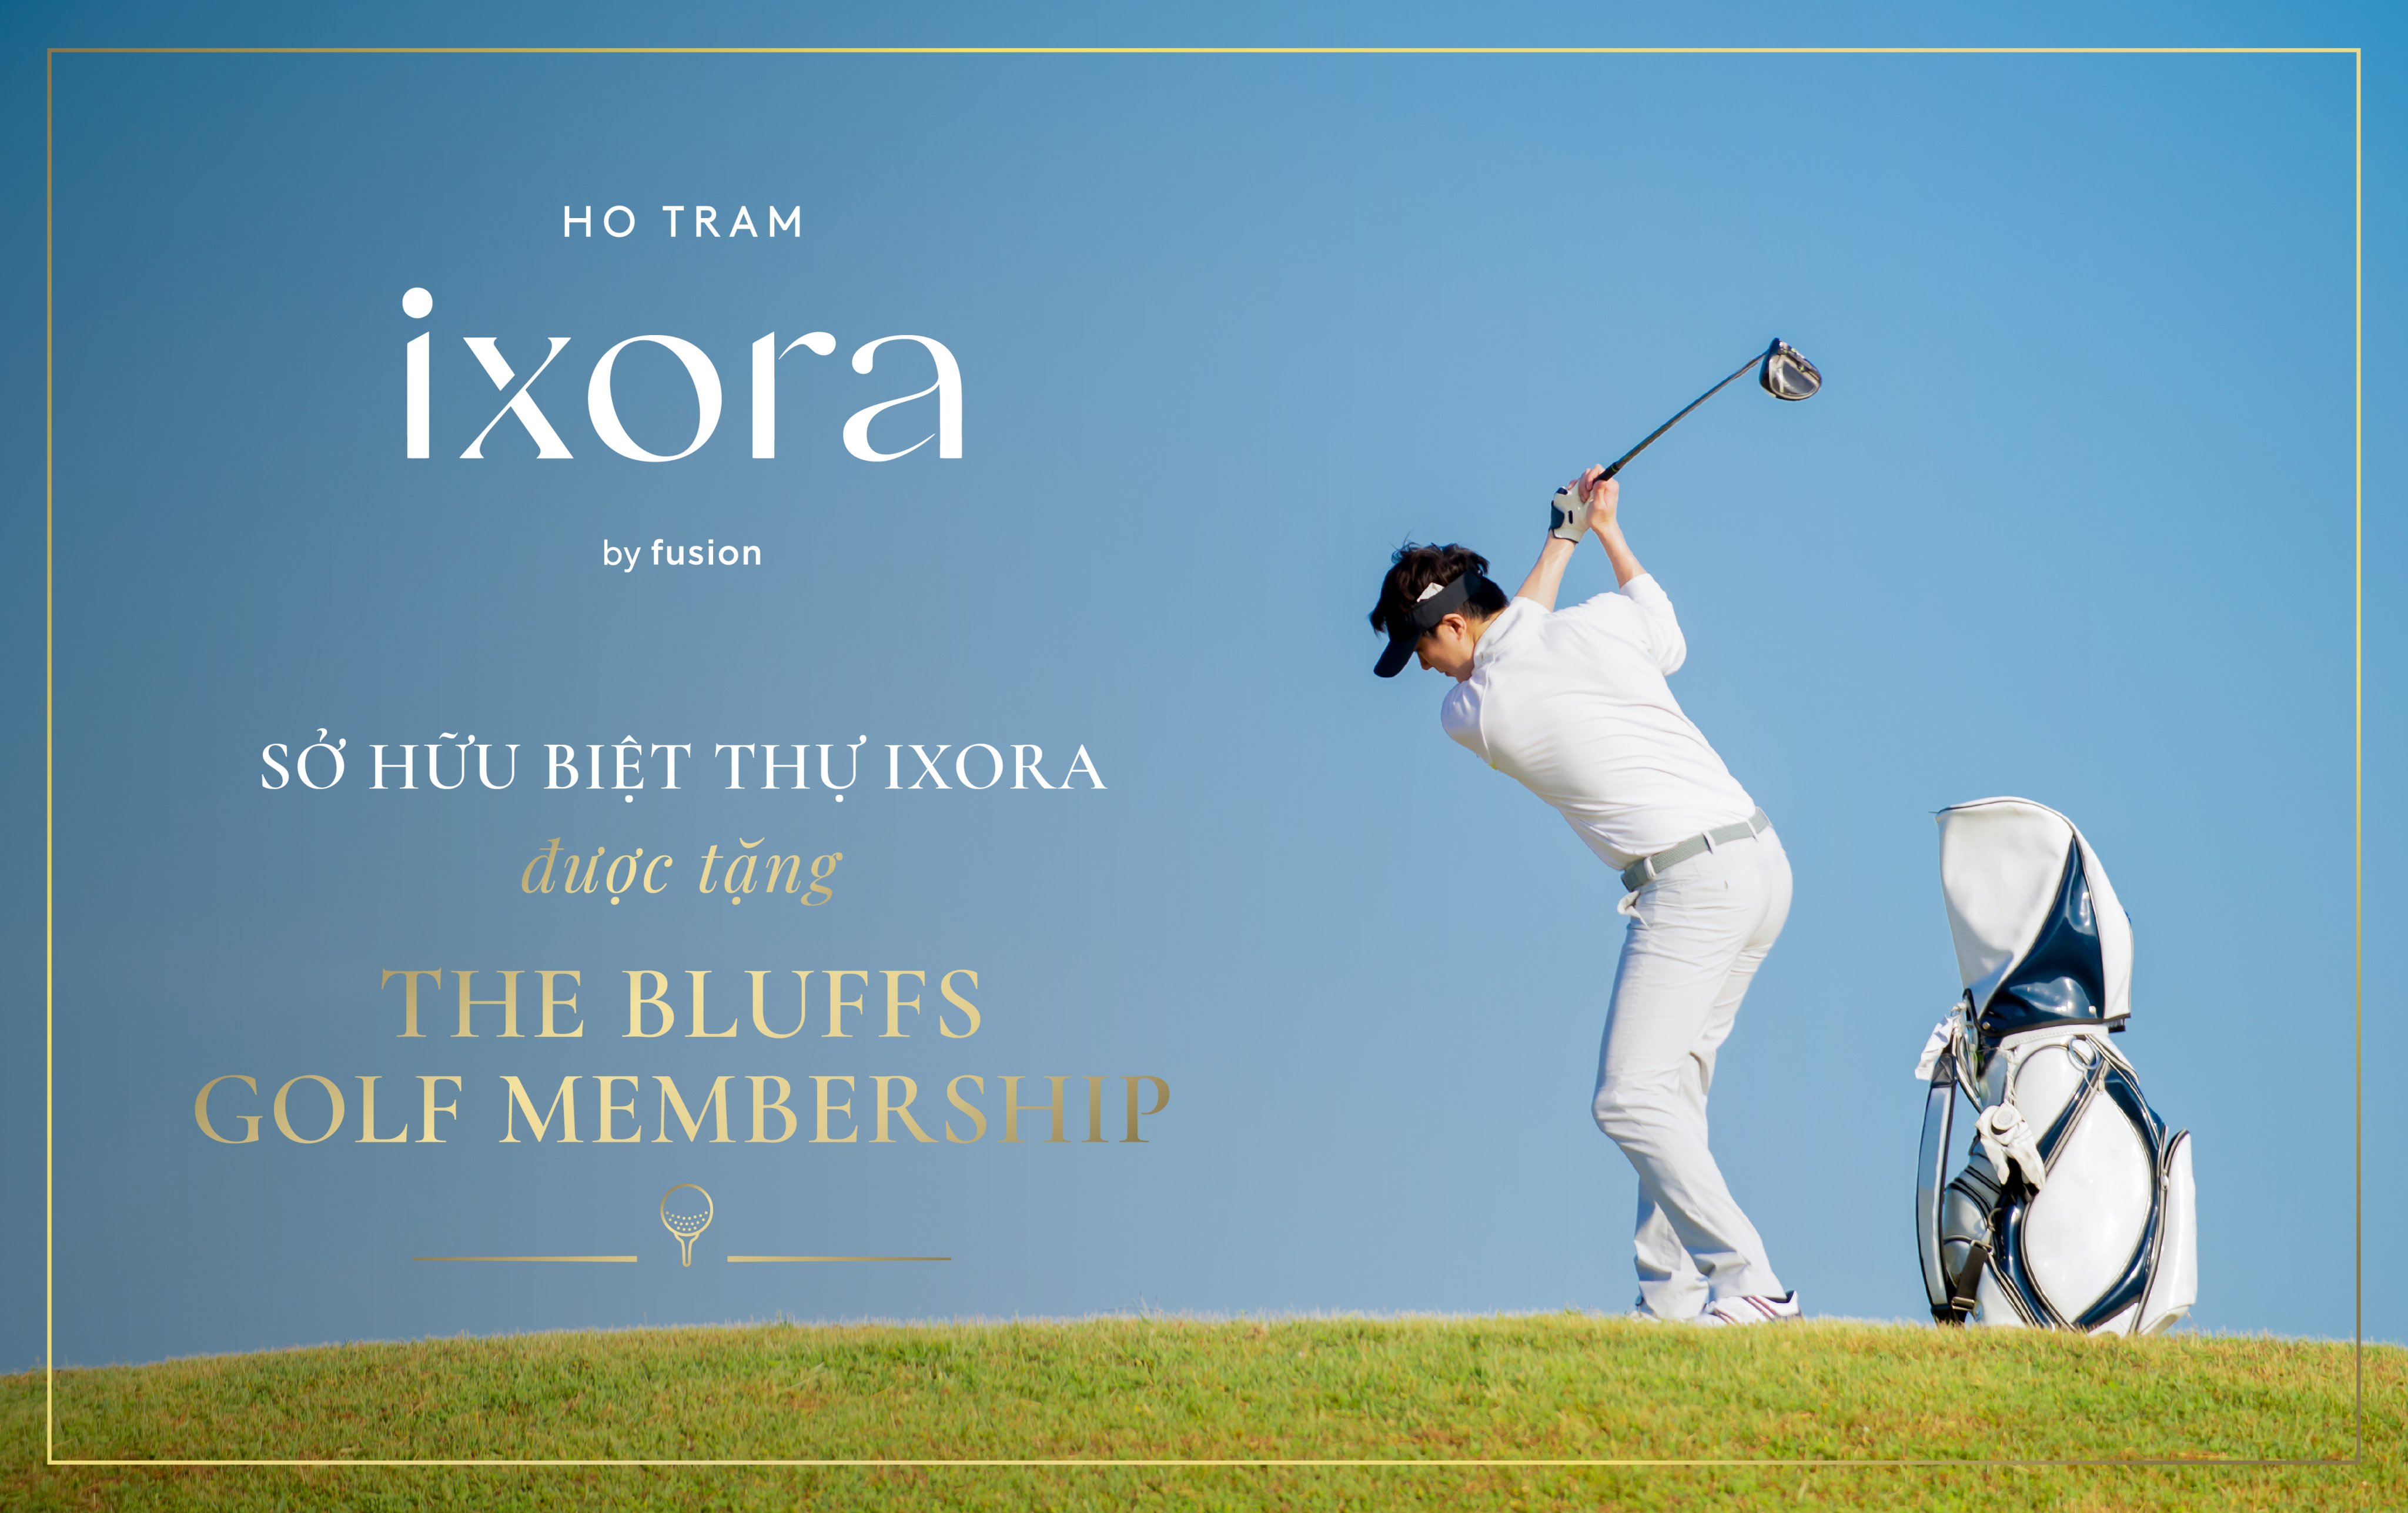 HO TRAM
ixora
by fusion
SỞ HỮU BIỆT THỰ IXORA
được tặng
THE BLUFFS
GOLF MEMBERSHIP